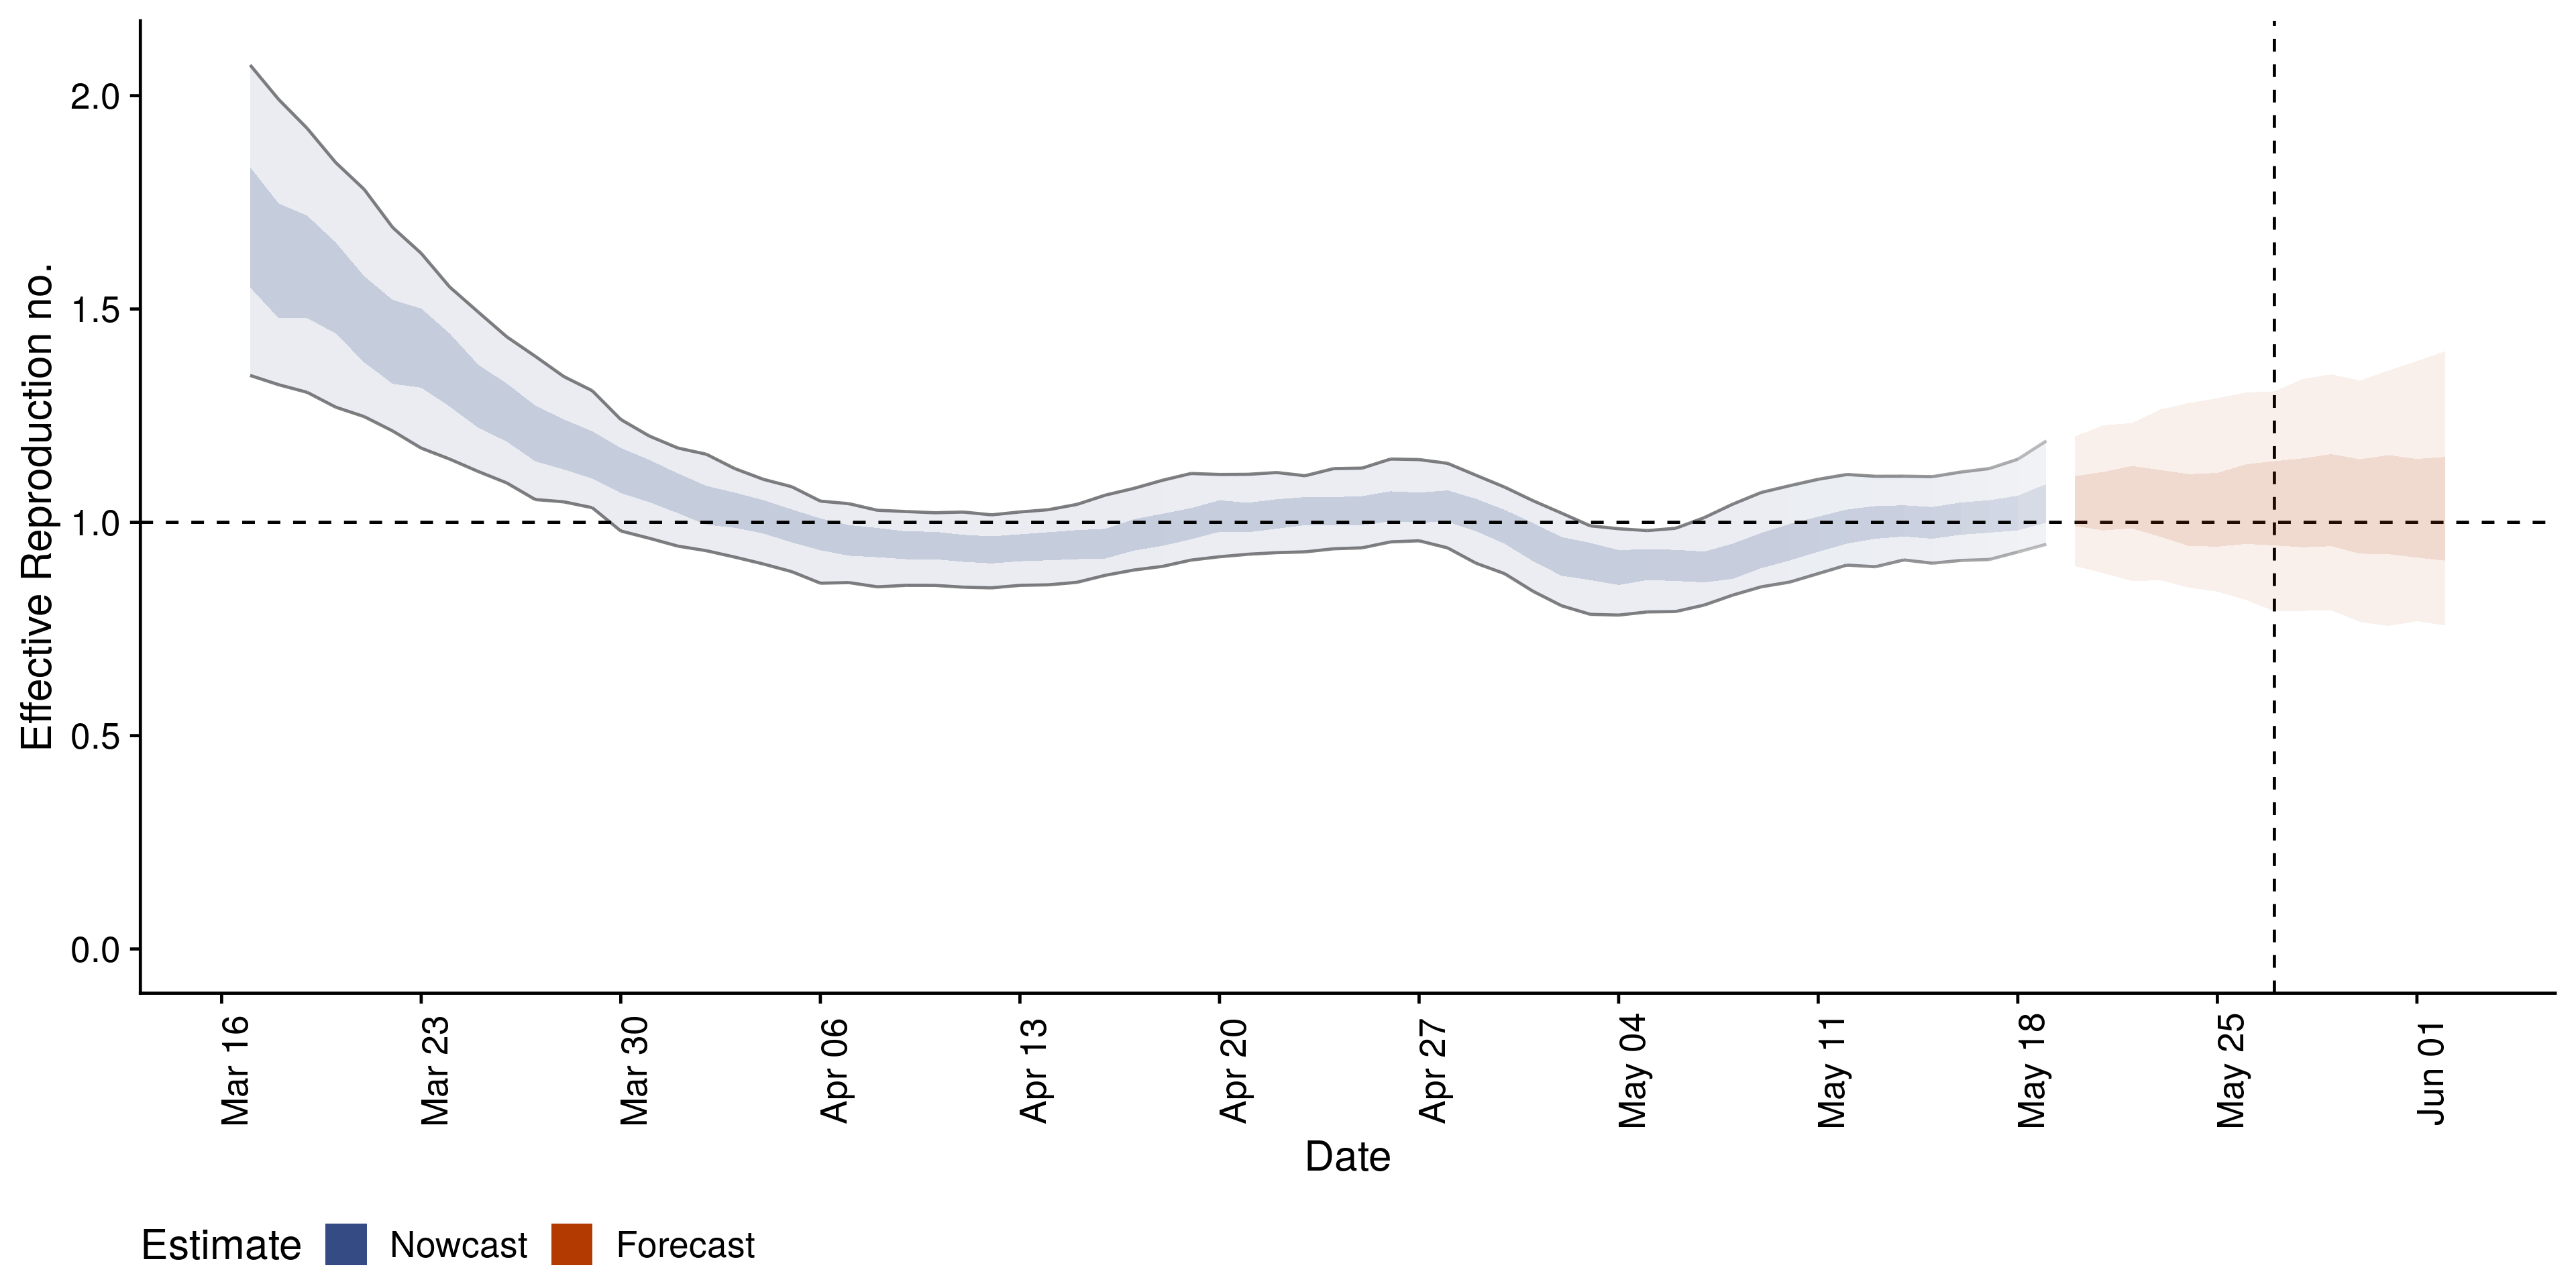 Effective Reproduction no.
2.0
1.5
1.0
0.5
0.0
Mar 16
Mar 23
Mar 30
Apr 06
Apr 13
Apr 20
Apr 27
May 04
May 11
May 18
May 25
Jun 01
Date
Estimate Nowcast Forecast